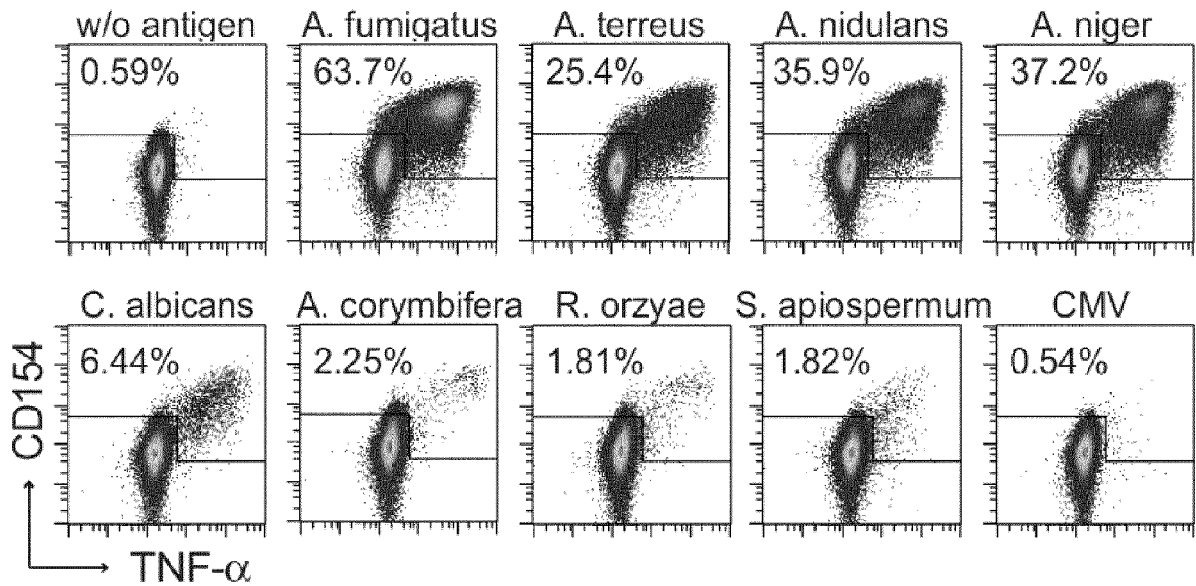 w/o antigen A. fumigatus A. terreus A. nidulans A. niger
0.59% 63.7% 25.4% 35.9% 37.2%
C. albicans A. corymbifera R. orzyae S. apiospermum CMV
6.44% 2.25% 1.81% 1.82% 0.54%
CD154
TNF-α